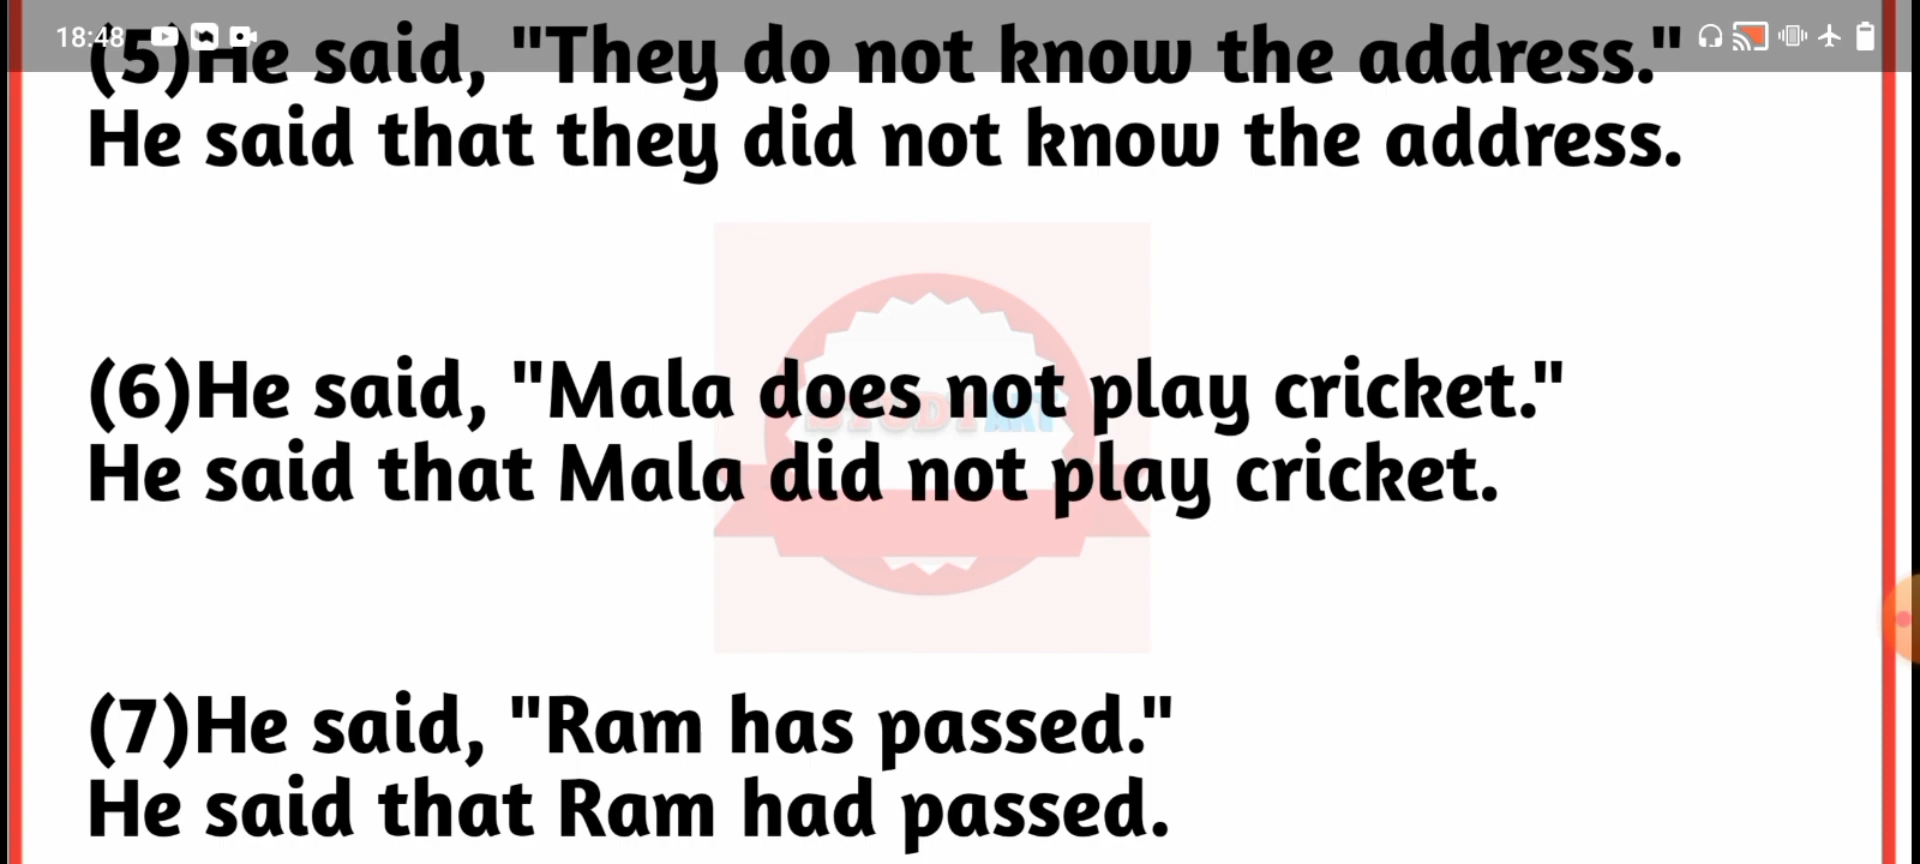 18:48
(5)He said, "They do not know the address."
He said that they did not know the address.
(6)He said, "Mala does not play cricket."
STUDY ART
He said that Mala did not play cricket.
(7)He said, "Ram has passed."
He said that Ram had passed.